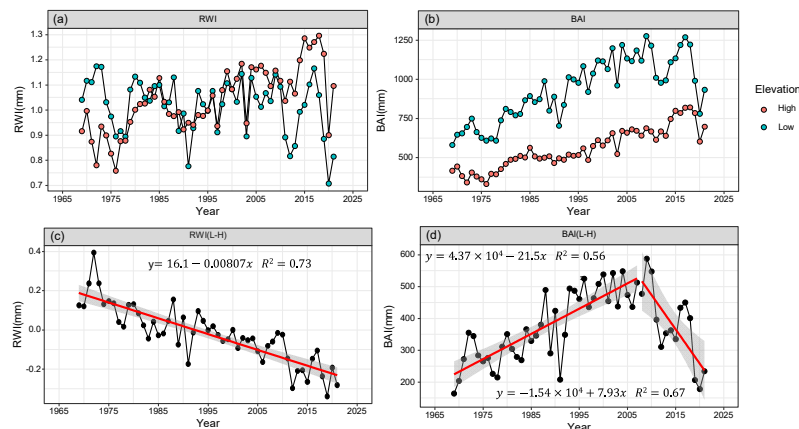 (a) RWI
RWI(mm)
1.3
1.2
1.1
1.0
0.9
0.8
0.7
1965 1975 1985 1995 2005 2015 2025
Year
(b) BAI
BAI(mm)
1250
1000
750
500
1965 1975 1985 1995 2005 2015 2025
Year
Elevation
High
Low
(c) RWI(L-H)
y= 16.1−0.00807x R² = 0.73
RWI(mm)
0.4
0.2
0.0
-0.2
1965 1975 1985 1995 2005 2015 2025
Year
(d) BAI(L-H)
y = 4.37 × 10⁴−21.5x R² = 0.56
BAI(mm)
600
500
400
300
200
y = −1.54 × 10⁴ + 7.93x R² = 0.67
1965 1975 1985 1995 2005 2015 2025
Year